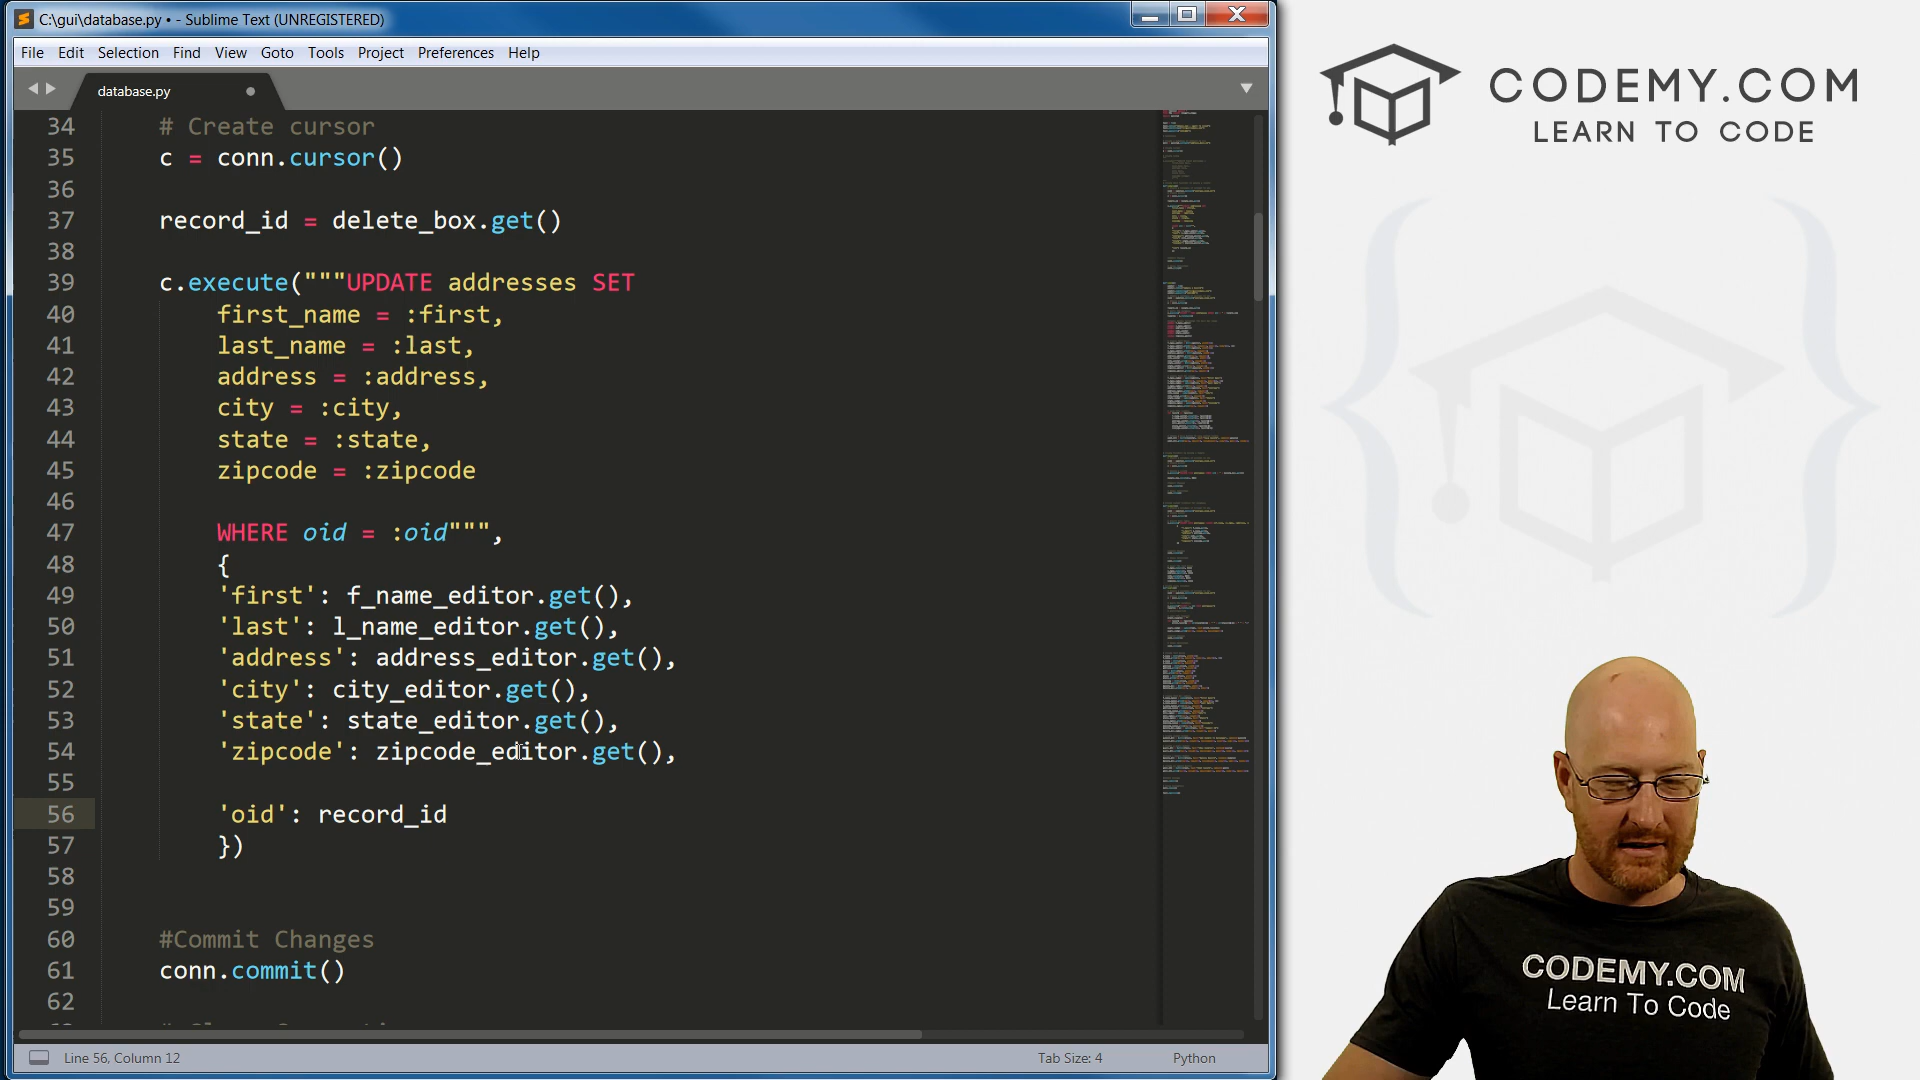 C:\gui\database.py • - Sublime Text (UNREGISTERED)
File Edit Selection Find View Goto Tools Project Preferences Help
database.py
34 # Create cursor
35 c = conn.cursor()
36
37 record_id = delete_box.get()
38
39 c.execute("""UPDATE addresses SET
40 first_name = :first,
41 last_name = :last,
42 address = :address,
43 city = :city,
44 state = :state,
45 zipcode = :zipcode
46
47 WHERE oid = :oid""",
48 {
49 'first': f_name_editor.get(),
50 'last': l_name_editor.get(),
51 'address': address_editor.get(),
52 'city': city_editor.get(),
53 'state': state_editor.get(),
54 'zipcode': zipcode_editor.get(),
55
56 'oid': record_id
57 })
58
59
60 #Commit Changes
61 conn.commit()
62
Line 56, Column 12
Tab Size: 4
Python
CODEMY.COM
LEARN TO CODE
CODEMY.COM
Learn To Code